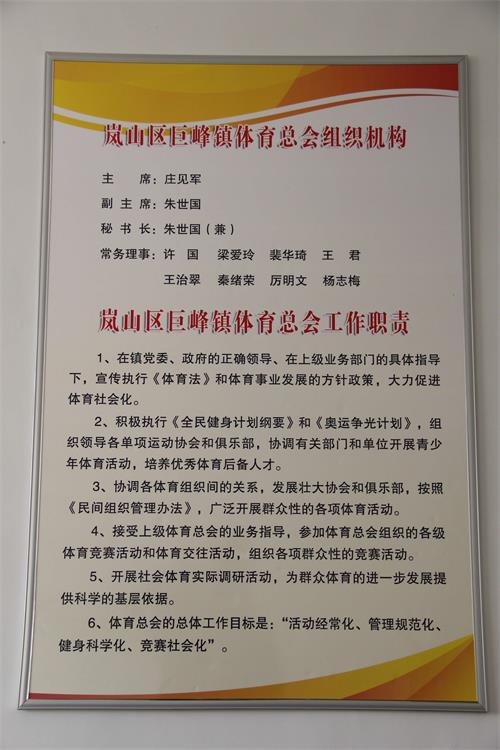 岚山区巨峰镇体育总会组织机构
主　　席：庄见军
副 主 席：朱世国
秘 书 长：朱世国（兼）
常务理事：许　国　梁爱玲　裴华琦　王　君
王治翠　秦绪荣　厉明文　杨志梅
岚山区巨峰镇体育总会工作职责
1、在镇党委、政府的正确领导、在上级业务部门的具体指导
下，宣传执行《体育法》和体育事业发展的方针政策，大力促进
体育社会化。
2、积极执行《全民健身计划纲要》和《奥运争光计划》，组
织领导各单项运动协会和俱乐部，协调有关部门和单位开展青少
年体育活动，培养优秀体育后备人才。
3、协调各体育组织间的关系，发展壮大协会和俱乐部，按照
《民间组织管理办法》，广泛开展群众性的各项体育活动。
4、接受上级体育总会的业务指导，参加体育总会组织的各级
体育竞赛活动和体育交往活动，组织各项群众性的竞赛活动。
5、开展社会体育实际调研活动，为群众体育的进一步发展提
供科学的基层依据。
6、体育总会的总体工作目标是：“活动经常化、管理规范化、
健身科学化、竞赛社会化”。